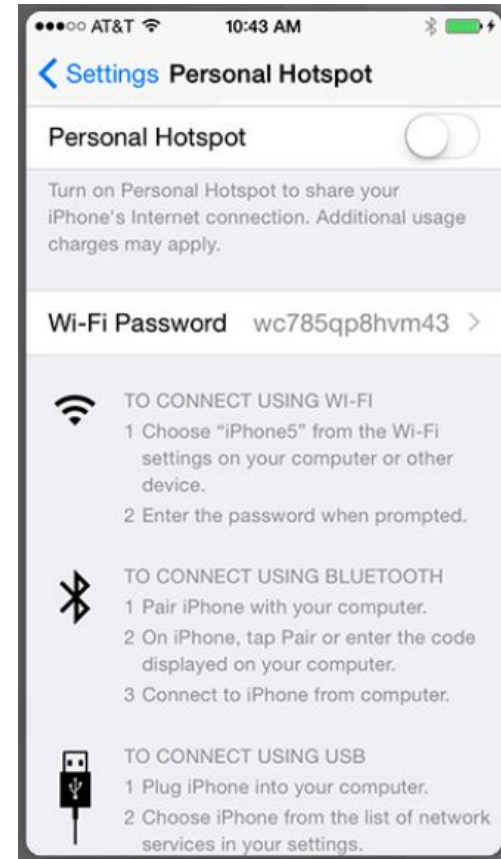 AT&T 10:43 AM
Settings Personal Hotspot
Personal Hotspot
Turn on Personal Hotspot to share your
iPhone's Internet connection. Additional usage
charges may apply.
Wi-Fi Password wc785qp8hvm43
TO CONNECT USING WI-FI
1 Choose “iPhone5” from the Wi-Fi
settings on your computer or other
device.
2 Enter the password when prompted.
TO CONNECT USING BLUETOOTH
1 Pair iPhone with your computer.
2 On iPhone, tap Pair or enter the code
displayed on your computer.
3 Connect to iPhone from computer.
TO CONNECT USING USB
1 Plug iPhone into your computer.
2 Choose iPhone from the list of network
services in your settings.